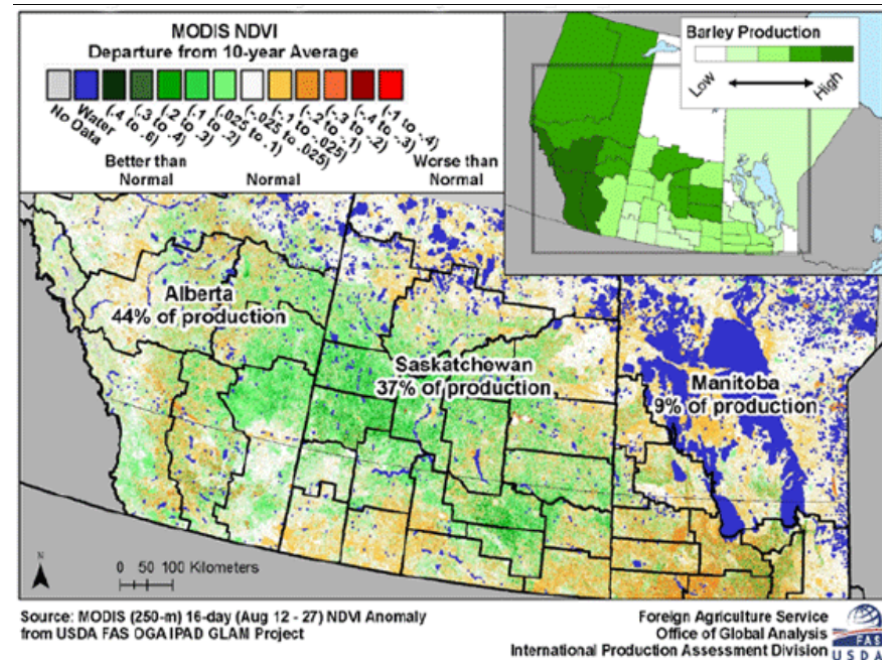 MODIS NDVI
Departure from 10-year Average
No Data
Water
(.4 to .6)
(.3 to .4)
(.2 to .3)
(.1 to .2)
(.025 to .1)
(-.025 to .025)
(-.1 to -.025)
(-.2 to -.1)
(-.3 to -.2)
(-.4 to -.3)
(-1 to -.4)
Better than
Normal
Normal
Worse than
Normal
Barley Production
Low
High
Alberta
44% of production
Saskatchewan
37% of production
Manitoba
9% of production
N
0 50 100 Kilometers
Source: MODIS (250-m) 16-day (Aug 12 - 27) NDVI Anomaly
from USDA FAS OGA IPAD GLAM Project
Foreign Agriculture Service
Office of Global Analysis
International Production Assessment Division
FAS
USDA